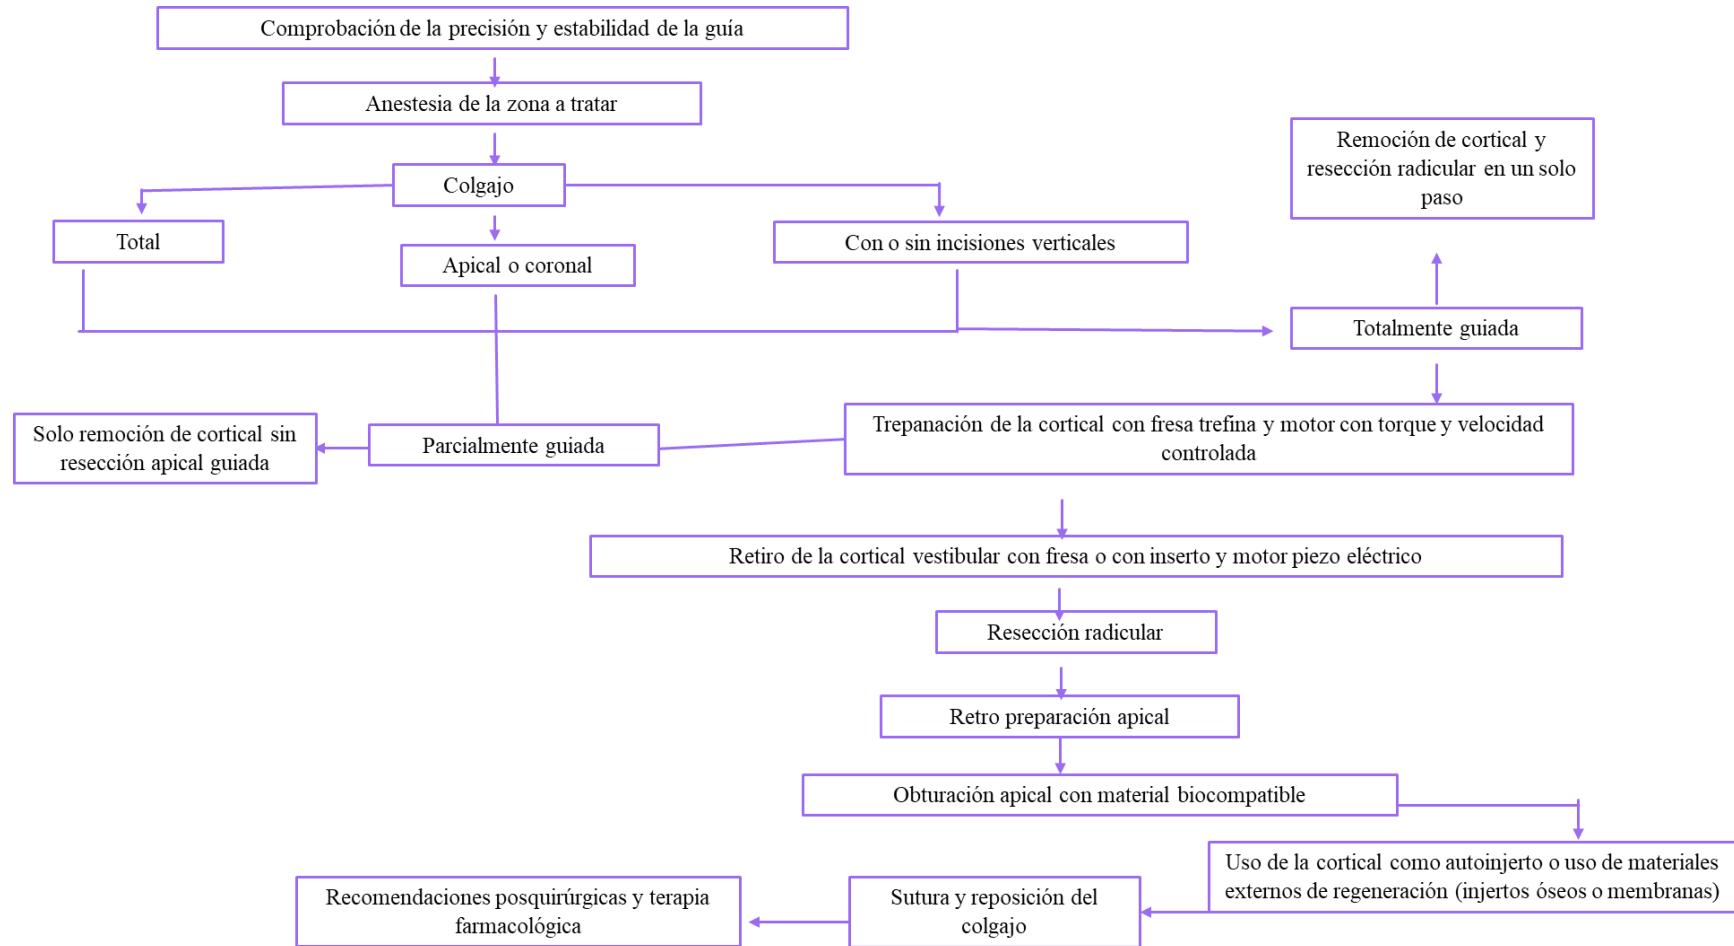 Comprobación de la precisión y estabilidad de la guía
Anestesia de la zona a tratar
Remoción de cortical y
resección radicular en un solo
paso
Colgajo
Total
Apical o coronal
Con o sin incisiones verticales
Totalmente guiada
Solo remoción de cortical sin
resección apical guiada
Parcialmente guiada
Trepanación de la cortical con fresa trefina y motor con torque y velocidad
controlada
Retiro de la cortical vestibular con fresa o con inserto y motor piezo eléctrico
Resección radicular
Retro preparación apical
Obturación apical con material biocompatible
Uso de la cortical como autoinjerto o uso de materiales
externos de regeneración (injertos óseos o membranas)
Sutura y reposición del
colgajo
Recomendaciones posquirúrgicas y terapia
farmacológica